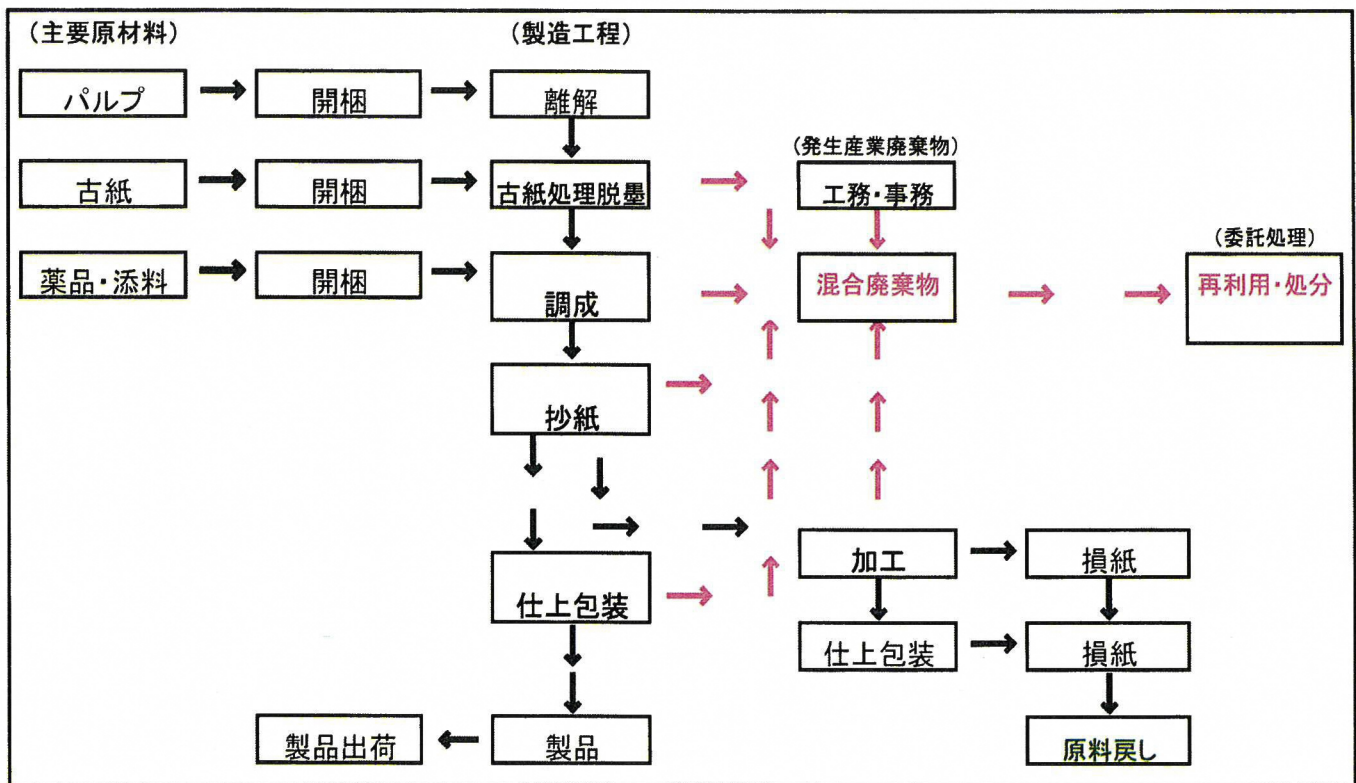 (主要原材料)
(製造工程)
パルプ
開梱
離解
(発生産業廃棄物)
古紙
開梱
古紙処理脱墨
工務・事務
(委託処理)
薬品・添料
開梱
調成
混合廃棄物
再利用・処分
抄紙
加工
損紙
仕上包装
仕上包装
損紙
製品出荷
製品
原料戻し